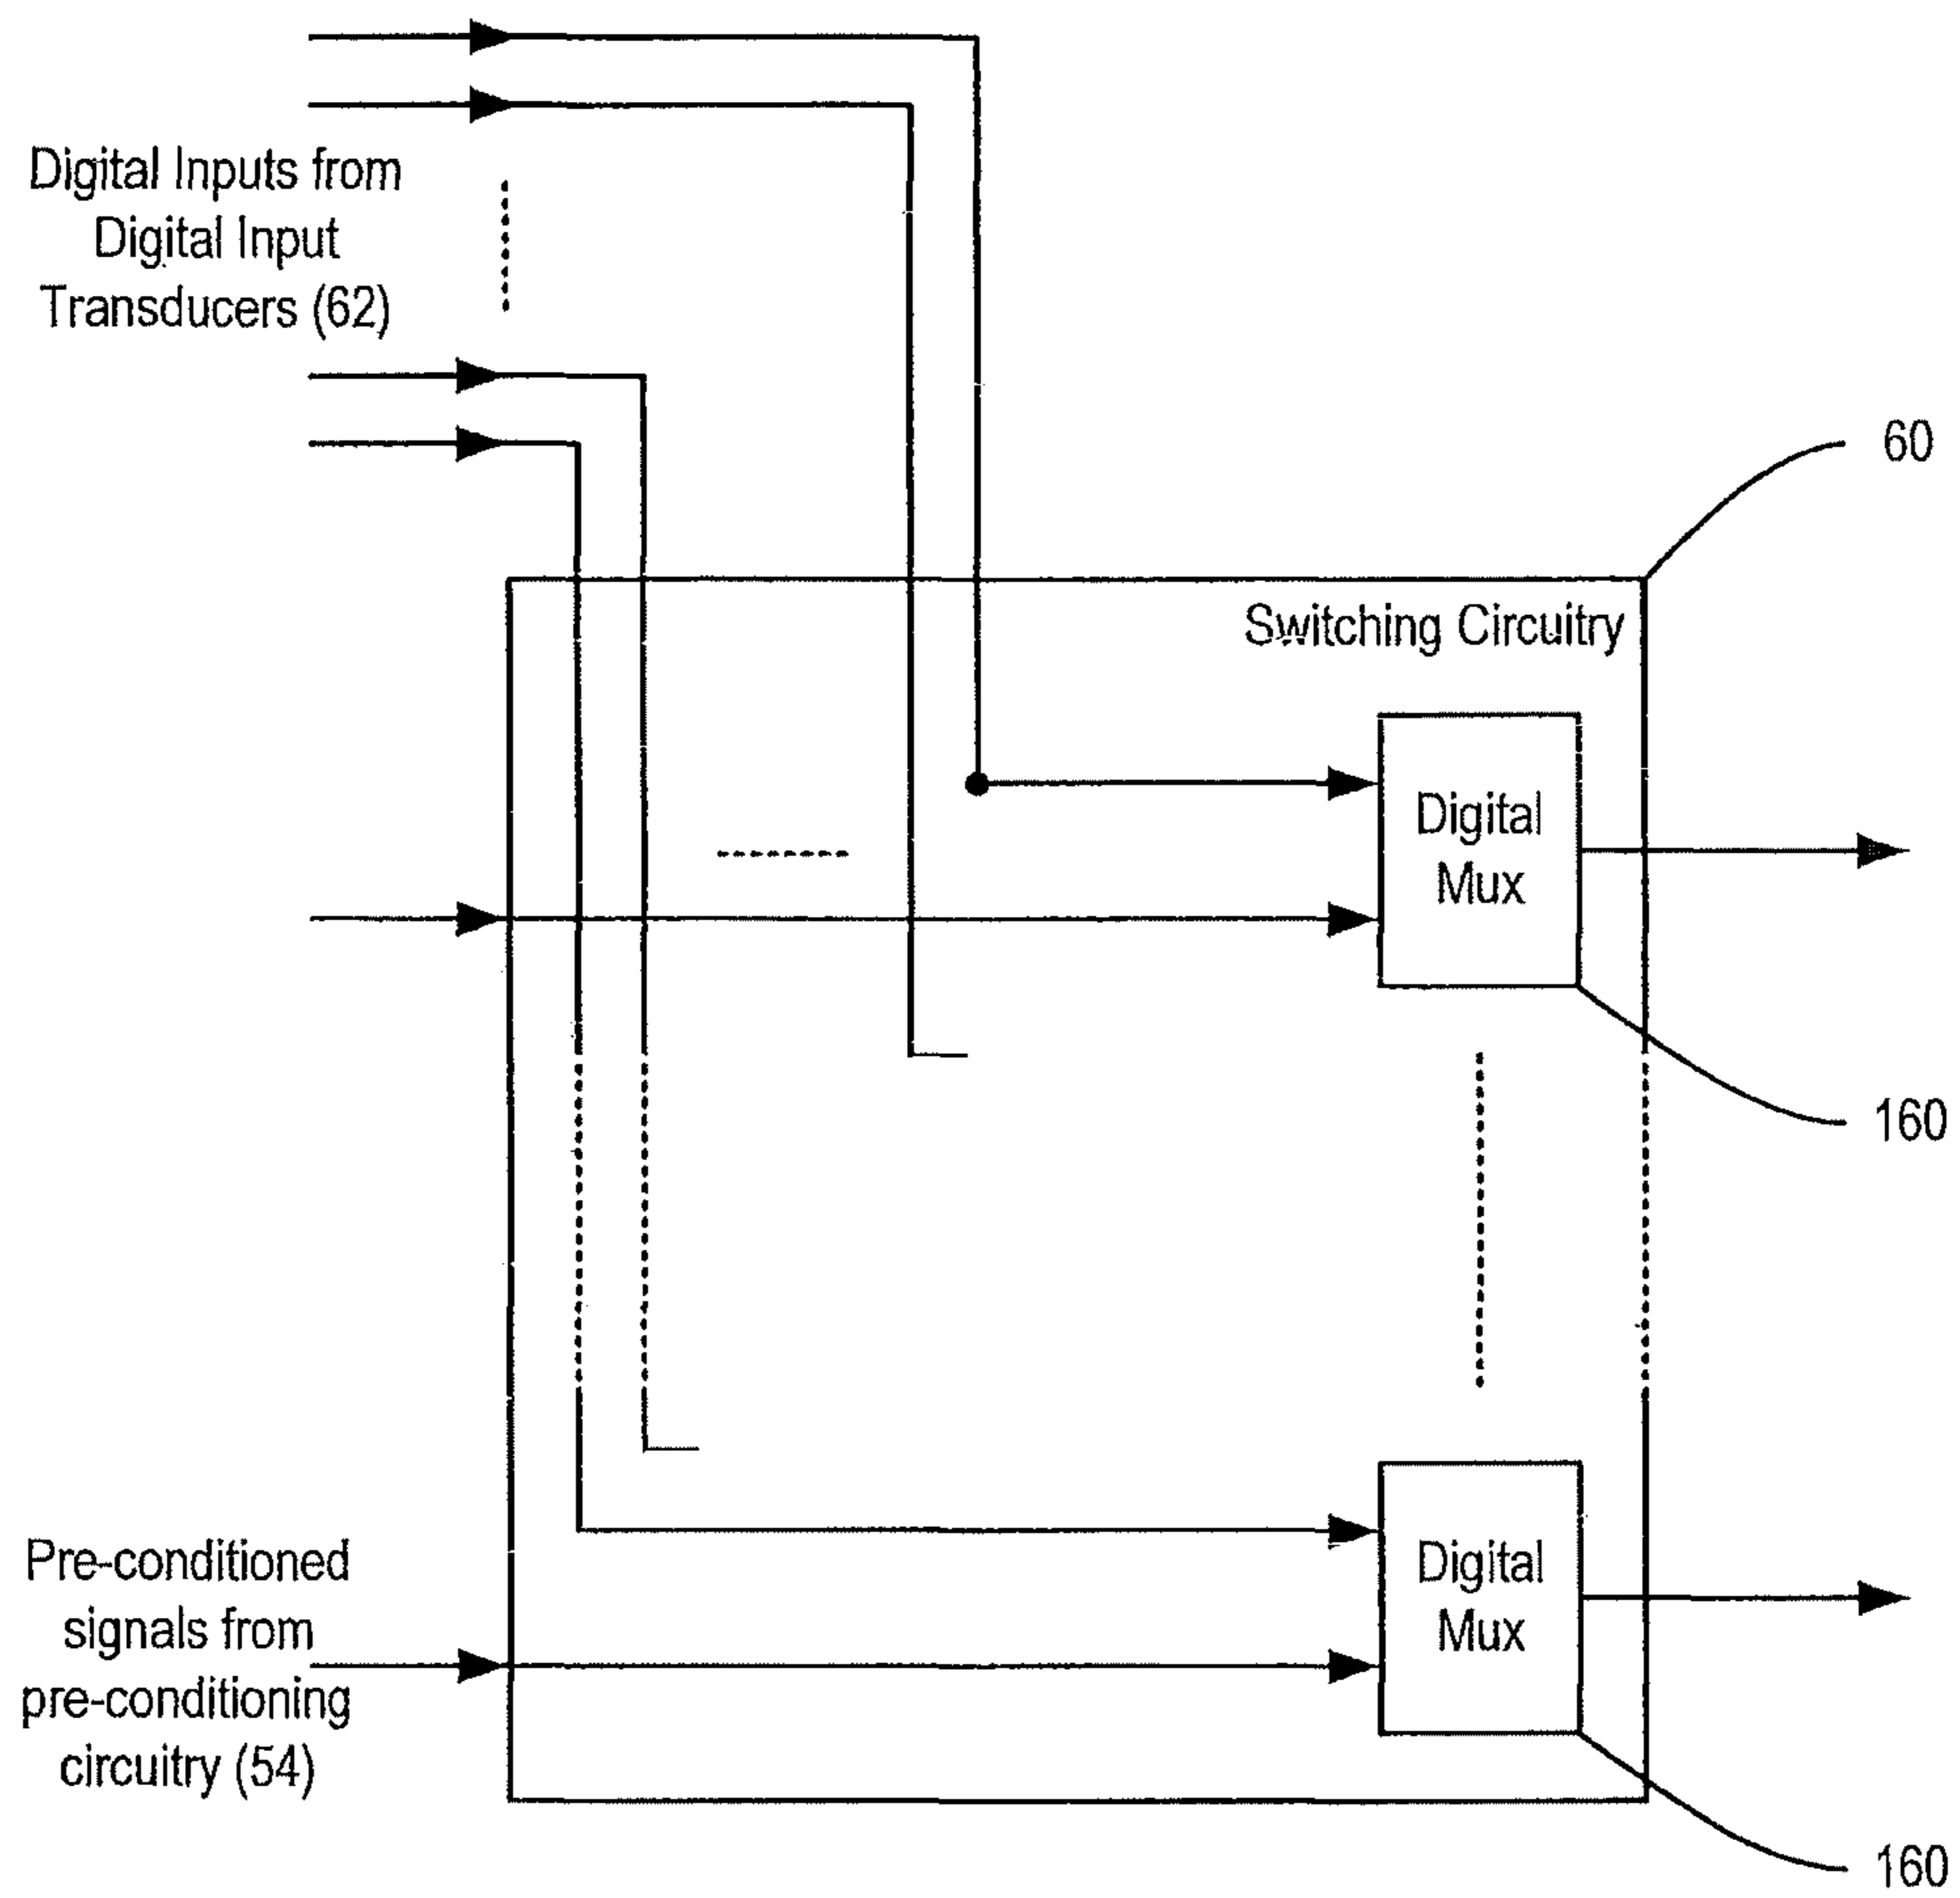 Digital Inputs from
Digital Input
Transducers (62)
60
Switching Circuitry
Digital
Mux
160
Pre-conditioned
signals from
pre-conditioning
circuitry (54)
Digital
Mux
160